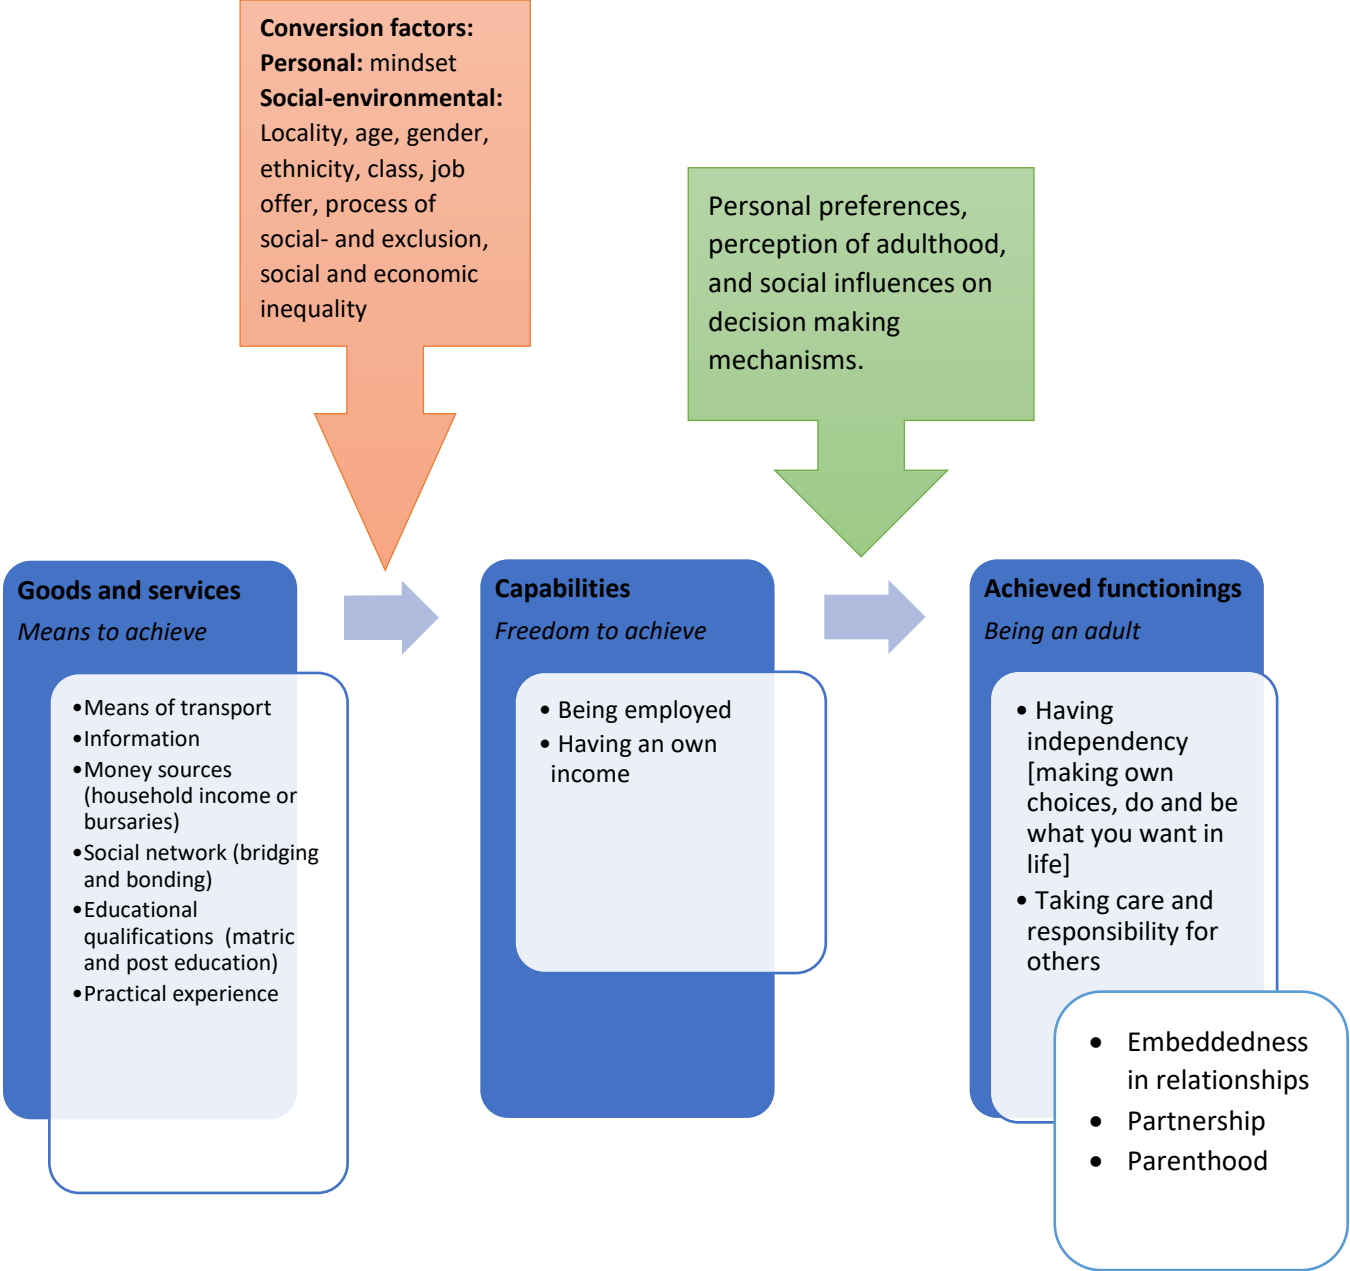 Conversion factors:
Personal: mindset
Social-environmental:
Locality, age, gender,
ethnicity, class, job
offer, process of
social- and exclusion,
social and economic
inequality
Personal preferences,
perception of adulthood,
and social influences on
decision making
mechanisms.
Goods and services
Means to achieve
•Means of transport
•Information
•Money sources
(household income or
bursaries)
•Social network (bridging
and bonding)
•Educational
qualifications (matric
and post education)
•Practical experience
Capabilities
Freedom to achieve
• Being employed
• Having an own
income
Achieved functionings
Being an adult
• Having
independency
[making own
choices, do and be
what you want in
life]
• Taking care and
responsibility for
others
• Embeddedness
in relationships
• Partnership
• Parenthood